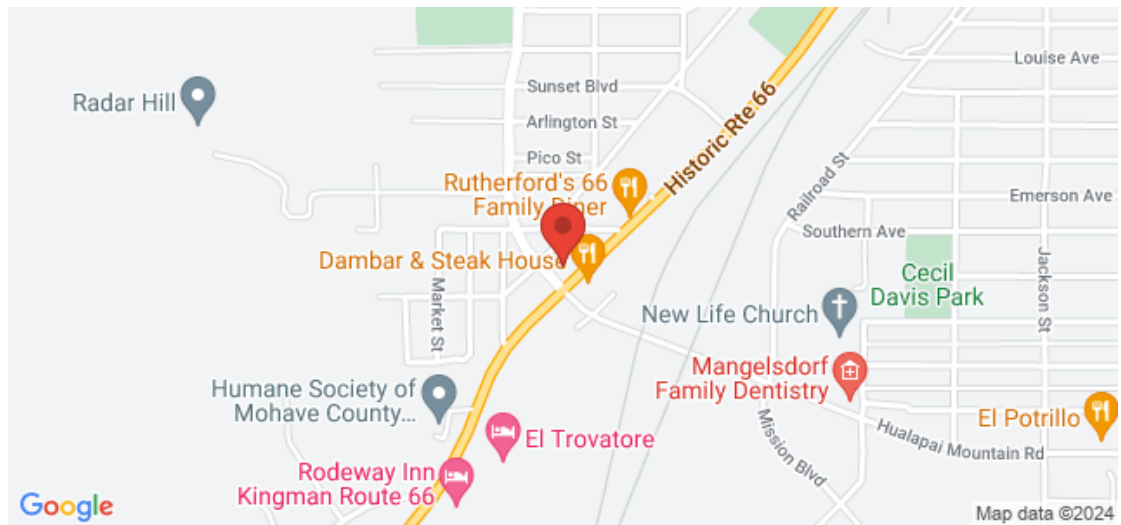 Louise Ave
Sunset Blvd
Radar Hill
Arlington St
Historic Rte 66
Pico St
Rutherford's 66
Family Diner
Railroad St
Emerson Ave
Southern Ave
Dambar & Steak House
Cecil
Davis Park
Jackson St
Market St
New Life Church
Mangelsdorf
Family Dentistry
Humane Society of
Mohave County...
El Potrillo
Mission Blvd
Hualapai Mountain Rd
El Trovatore
Rodeway Inn
Kingman Route 66
Google
Map data ©2024